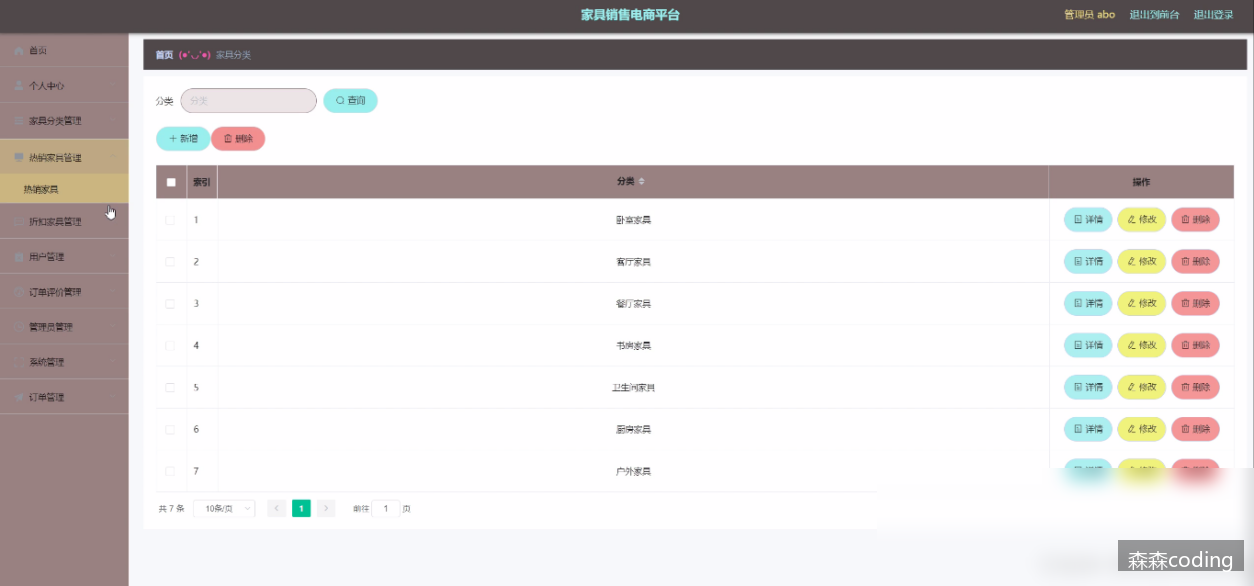 家具销售电商平台
管理员 abo 退出到前台 退出登录
首页
个人中心
家具分类管理
热销家具管理
热销家具
折扣家具管理
用户管理
订单评价管理
管理员管理
系统管理
订单管理
首页 (●'◡'●) 家具分类
分类 分类 查询
新增 删除
索引 分类 操作
1 卧室家具 详情 修改 删除
2 客厅家具 详情 修改 删除
3 餐厅家具 详情 修改 删除
4 书房家具 详情 修改 删除
5 卫生间家具 详情 修改 删除
6 厨房家具 详情 修改 删除
7 户外家具
共 7 条 10条/页 1 前往 1 页
森森coding